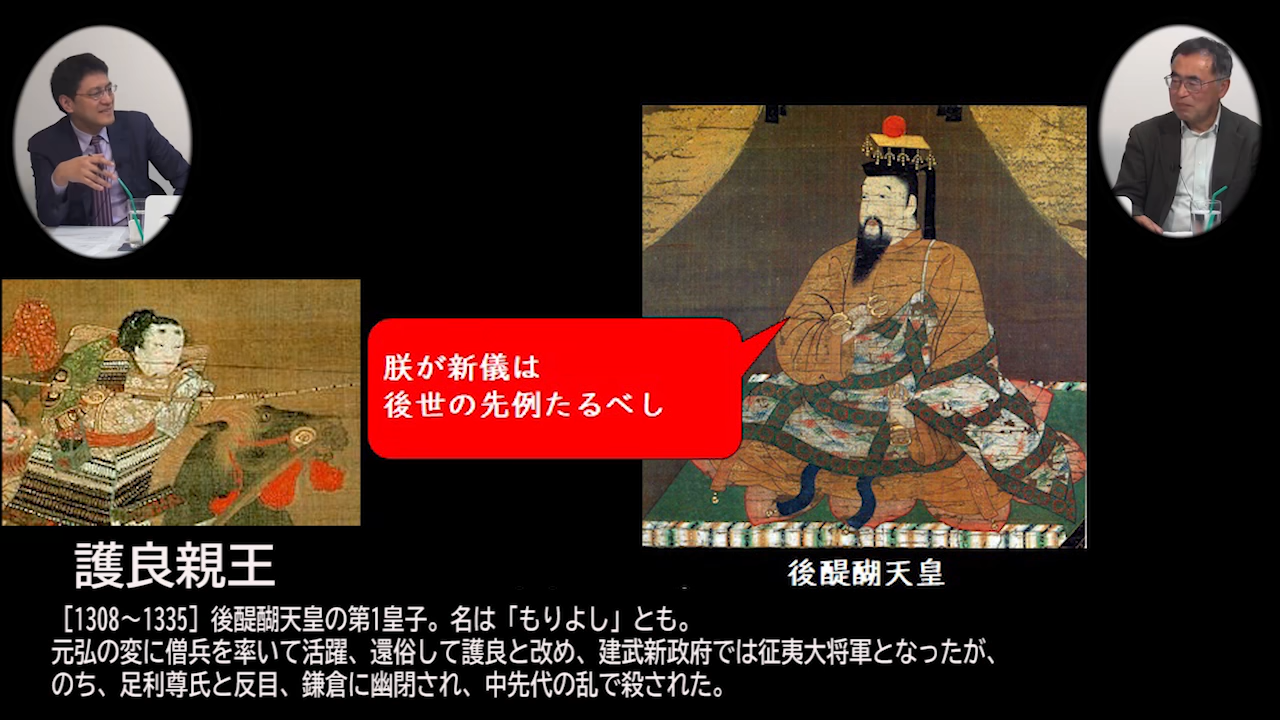 朕が新儀は
後世の先例たるべし
後醍醐天皇
護良親王
［1308～1335］後醍醐天皇の第1皇子。名は「もりよし」とも。
元弘の変に僧兵を率いて活躍、還俗して護良と改め、建武新政府では征夷大将軍となったが、
のち、足利尊氏と反目、鎌倉に幽閉され、中先代の乱で殺された。